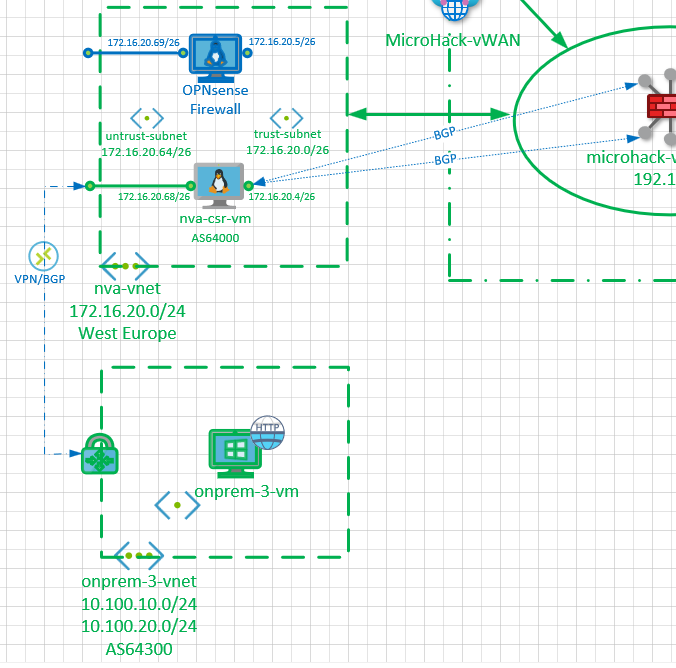 172.16.20.69/26
172.16.20.5/26
MicroHack-vWAN
OPNsense
Firewall
untrust-subnet
172.16.20.64/26
trust-subnet
172.16.20.0/26
BGP
BGP
microhack-v
192.1
172.16.20.68/26
172.16.20.4/26
nva-csr-vm
AS64000
VPN/BGP
nva-vnet
172.16.20.0/24
West Europe
HTTP
onprem-3-vm
onprem-3-vnet
10.100.10.0/24
10.100.20.0/24
AS64300